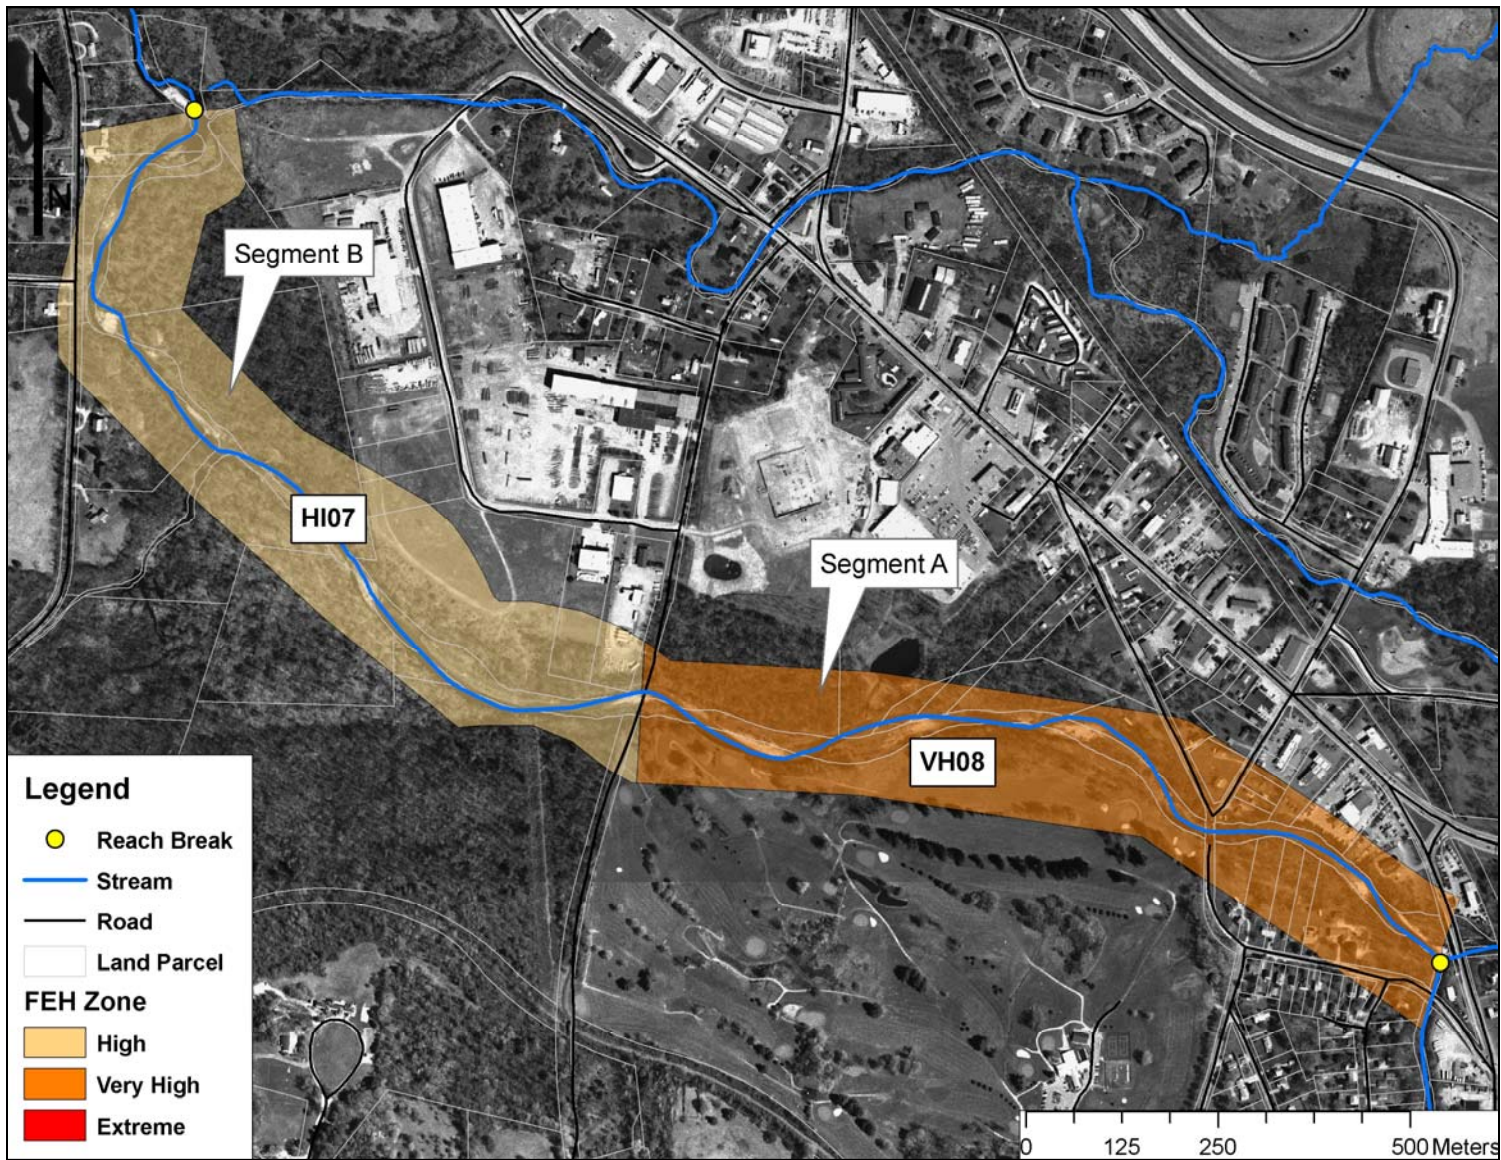 N
Segment B
HI07
Segment A
VH08
Legend
Reach Break
Stream
Road
Land Parcel
FEH Zone
High
Very High
Extreme
0 125 250 500 Meters